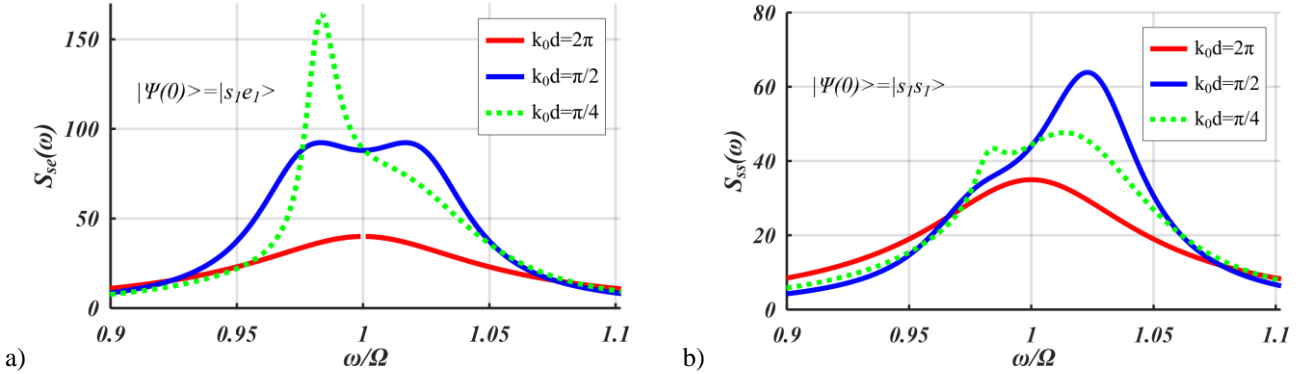 150
100
50
0
S_se(ω)
|Ψ(0)>=|s₁e₁>
k₀d=2π
k₀d=π/2
k₀d=π/4
0.9 0.95 1 1.05 1.1
ω/Ω
a)
80
60
40
20
0
S_ss(ω)
|Ψ(0)>=|s₁s₁>
k₀d=2π
k₀d=π/2
k₀d=π/4
0.9 0.95 1 1.05 1.1
ω/Ω
b)